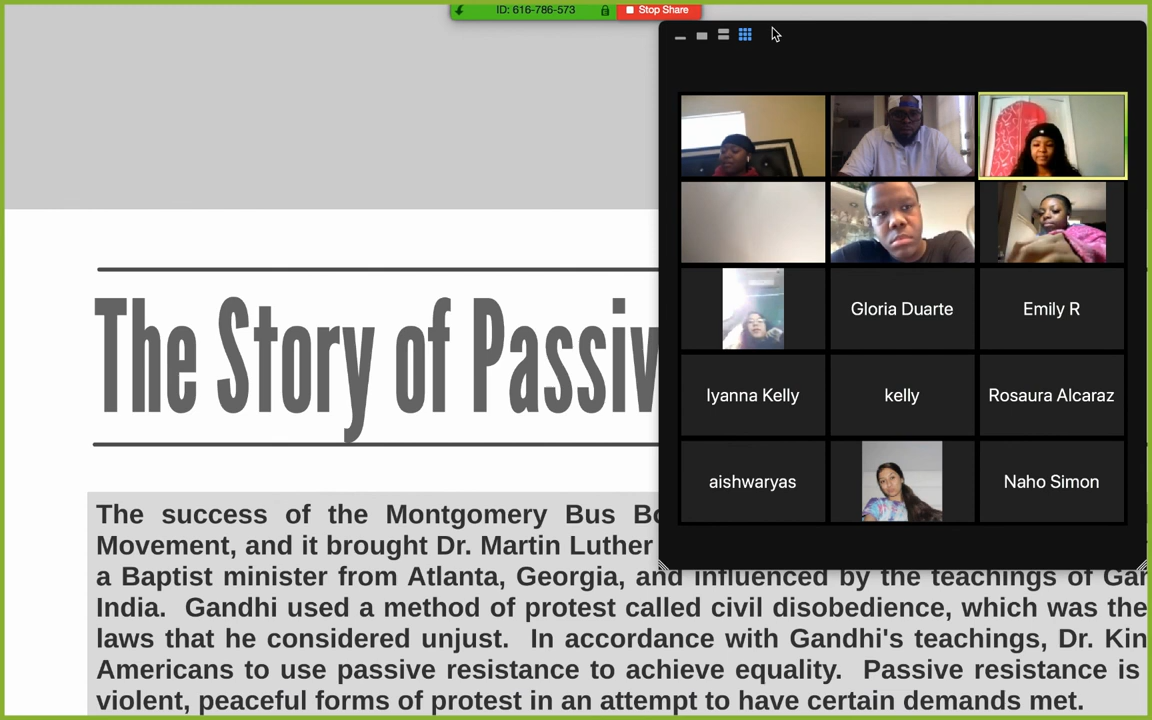 ID: 616-786-573
Stop Share
Gloria Duarte
Emily R
Iyanna Kelly
kelly
Rosaura Alcaraz
aishwaryas
Naho Simon
The Story of Passiv
The success of the Montgomery Bus Bo
Movement, and it brought Dr. Martin Luther
a Baptist minister from Atlanta, Georgia, and influenced by the teachings of Gan
India. Gandhi used a method of protest called civil disobedience, which was the
laws that he considered unjust. In accordance with Gandhi's teachings, Dr. Kin
Americans to use passive resistance to achieve equality. Passive resistance is
violent, peaceful forms of protest in an attempt to have certain demands met.